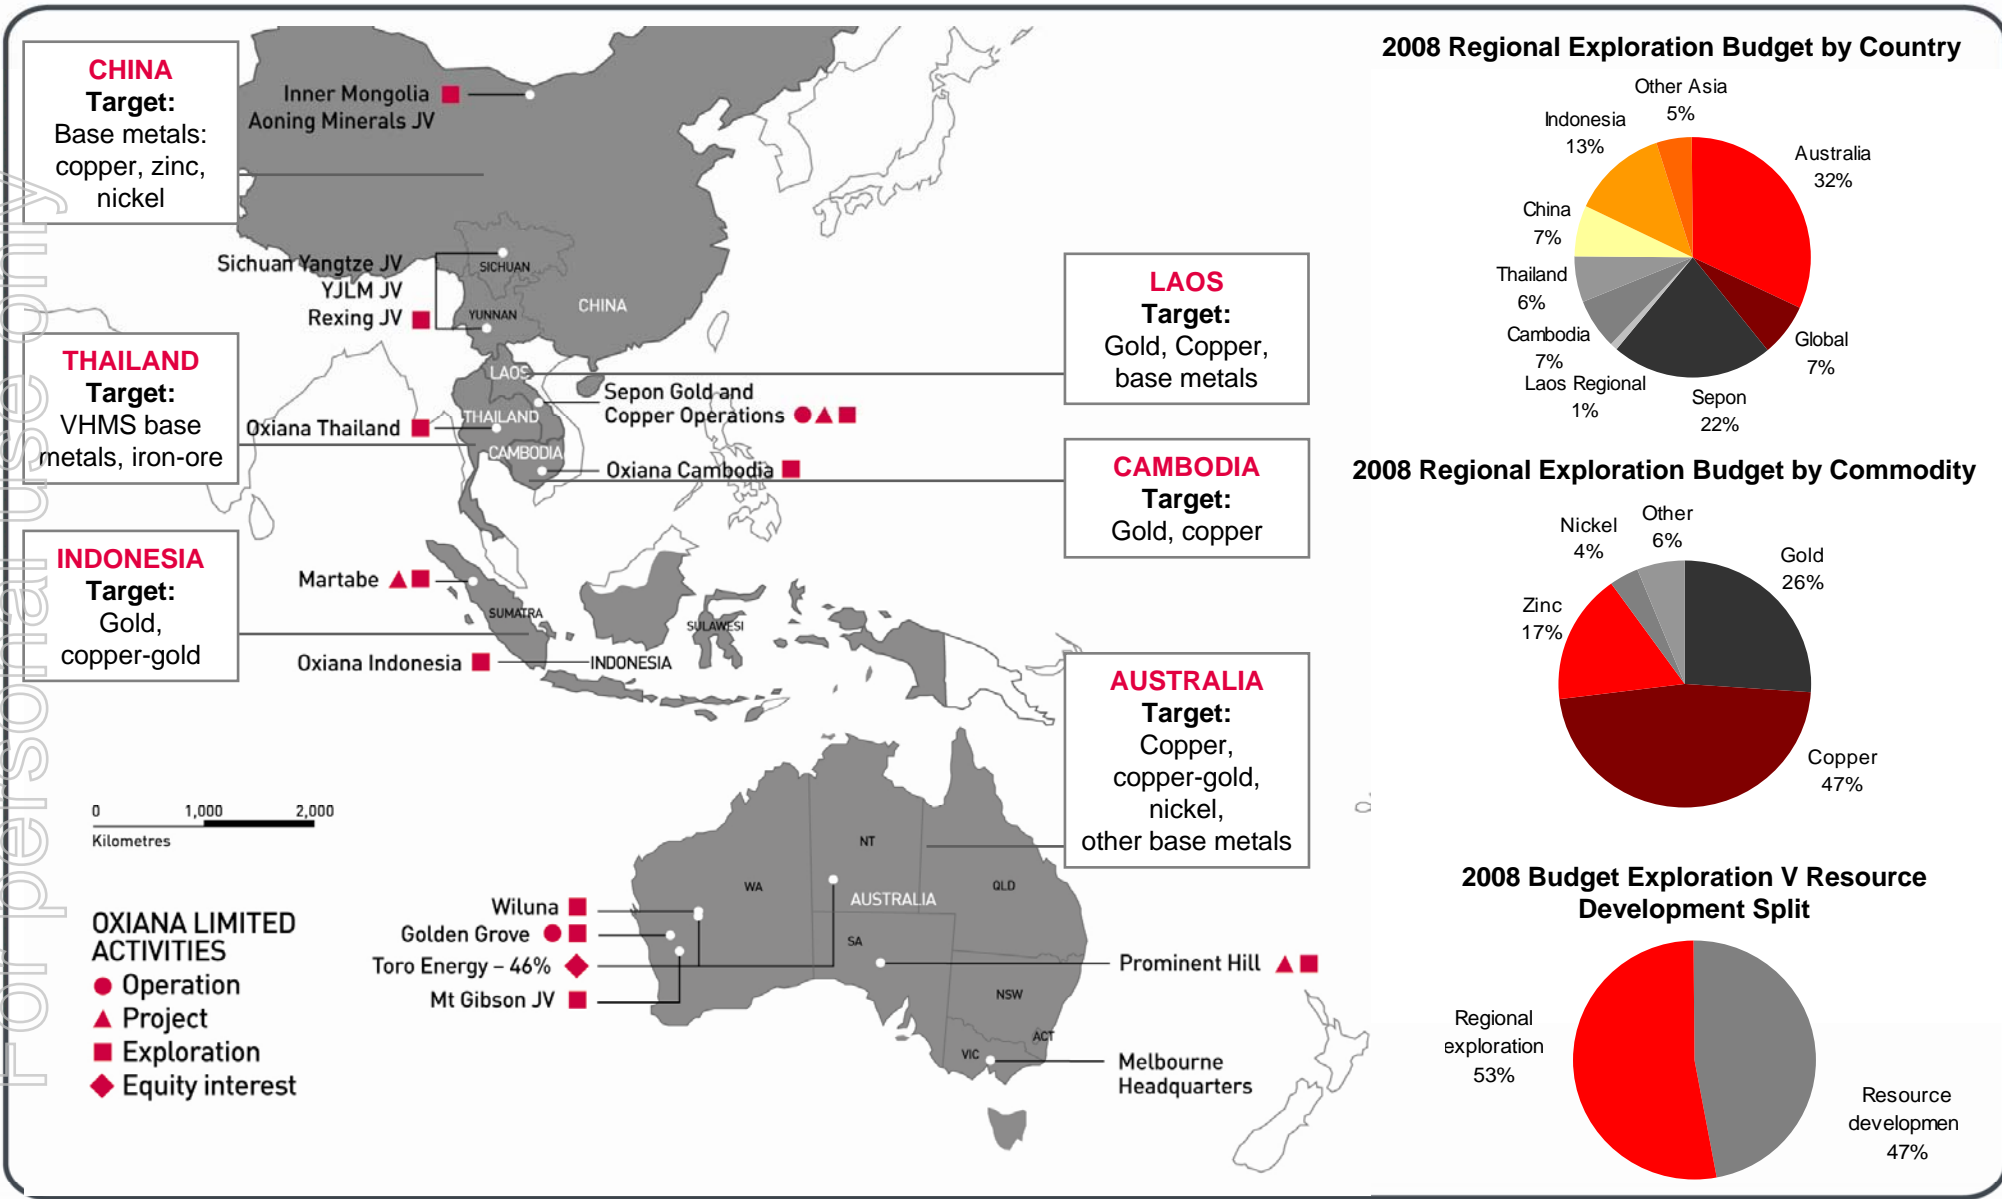 For personal use only
CHINA
Target:
Base metals:
copper, zinc,
nickel
Inner Mongolia
Aoning Minerals JV
Sichuan Yangtze JV
YJLM JV
Rexing JV
SICHUAN
YUNNAN
CHINA
THAILAND
Target:
VHMS base
metals, iron-ore
Oxiana Thailand
LAOS
THAILAND
CAMBODIA
Sepon Gold and
Copper Operations
Oxiana Cambodia
LAOS
Target:
Gold, Copper,
base metals
CAMBODIA
Target:
Gold, copper
INDONESIA
Target:
Gold,
copper-gold
Martabe
Oxiana Indonesia
SUMATRA
SULAWESI
INDONESIA
AUSTRALIA
Target:
Copper,
copper-gold,
nickel,
other base metals
0 1,000 2,000
Kilometres
OXIANA LIMITED
ACTIVITIES
Operation
Project
Exploration
Equity interest
Wiluna
Golden Grove
Toro Energy – 46%
Mt Gibson JV
WA
NT
AUSTRALIA
QLD
SA
NSW
ACT
VIC
Prominent Hill
Melbourne
Headquarters
2008 Regional Exploration Budget by Country
Other Asia
5%
Indonesia
13%
Australia
32%
China
7%
Thailand
6%
Cambodia
7%
Laos Regional
1%
Sepon
22%
Global
7%
2008 Regional Exploration Budget by Commodity
Nickel
4%
Other
6%
Gold
26%
Zinc
17%
Copper
47%
2008 Budget Exploration V Resource
Development Split
Regional
exploration
53%
Resource
developmen
47%